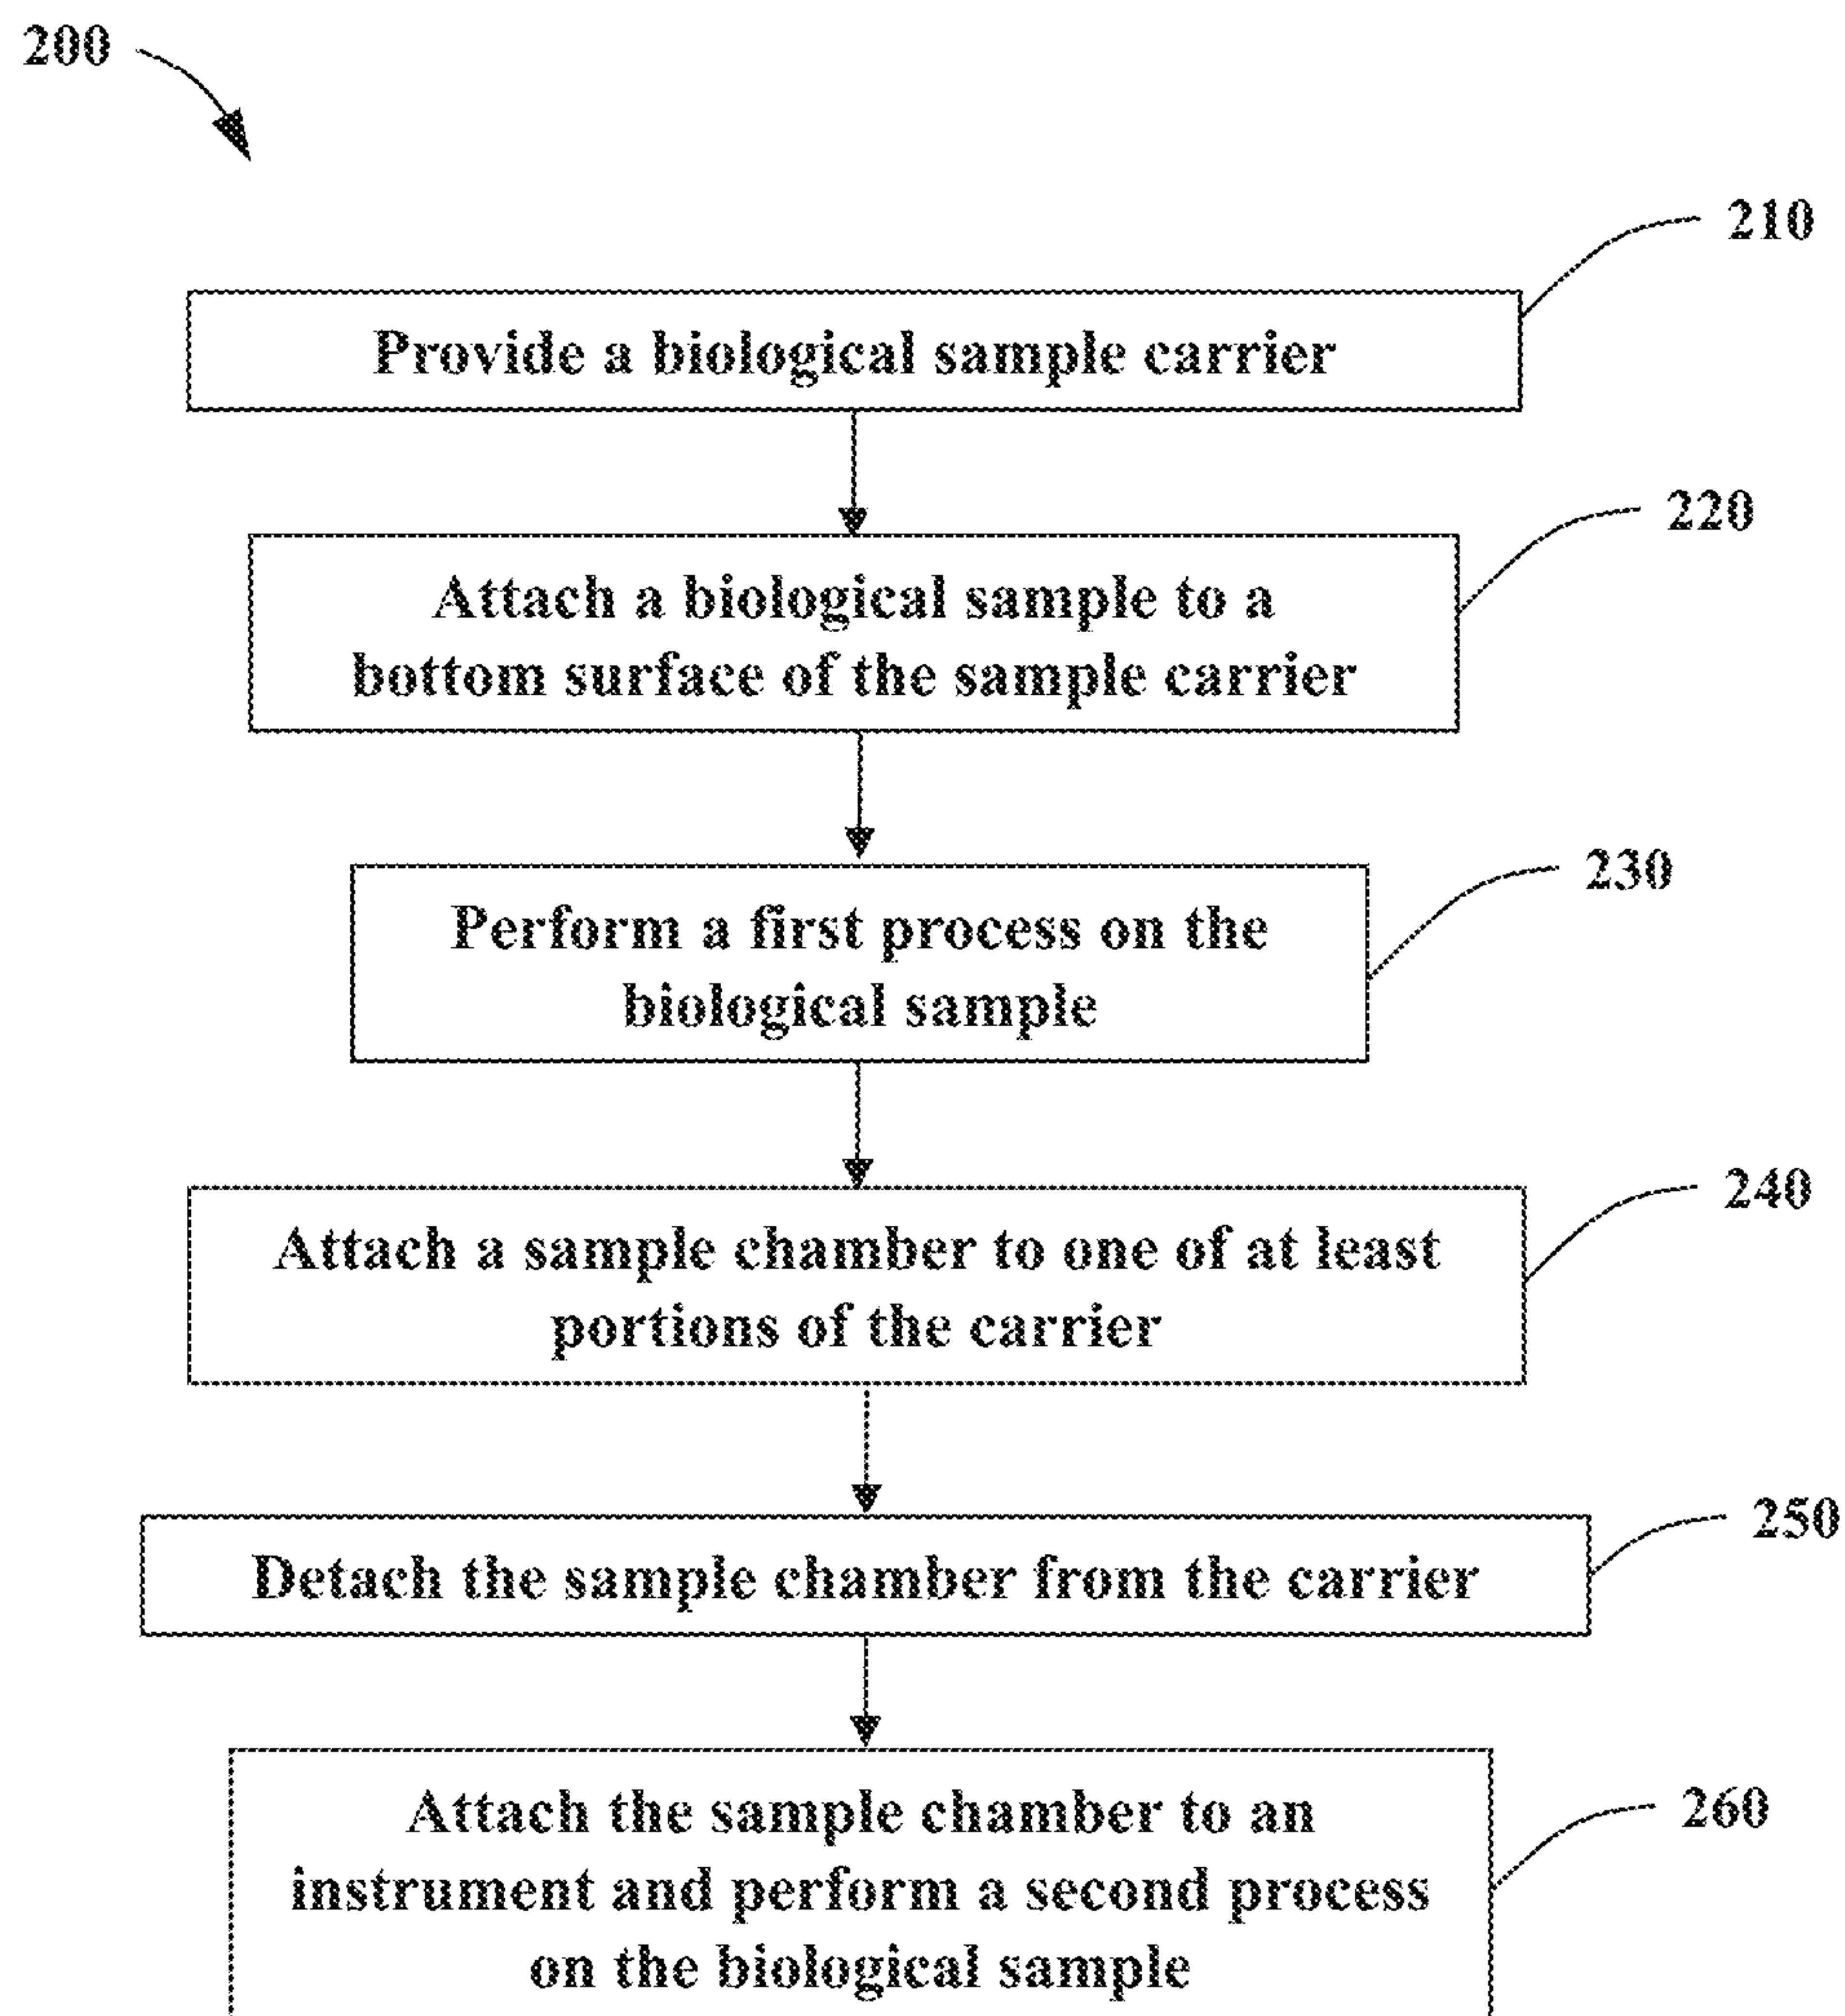 200
210
Provide a biological sample carrier
220
Attach a biological sample to a
bottom surface of the sample carrier
230
Perform a first process on the
biological sample
240
Attach a sample chamber to one of at least
portions of the carrier
250
Detach the sample chamber from the carrier
260
Attach the sample chamber to an
instrument and perform a second process
on the biological sample